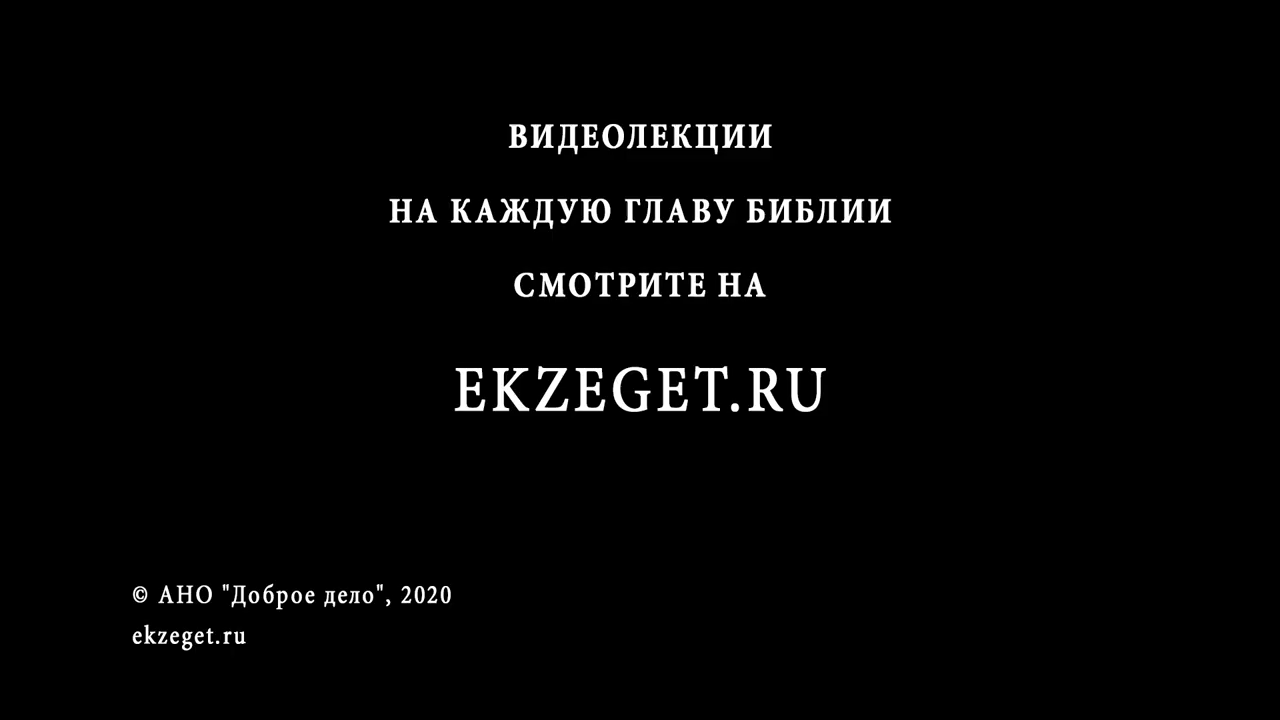 ВИДЕОЛЕКЦИИ
НА КАЖДУЮ ГЛАВУ БИБЛИИ
СМОТРИТЕ НА
EKZEGET.RU
© АНО "Доброе дело", 2020
ekzeget.ru